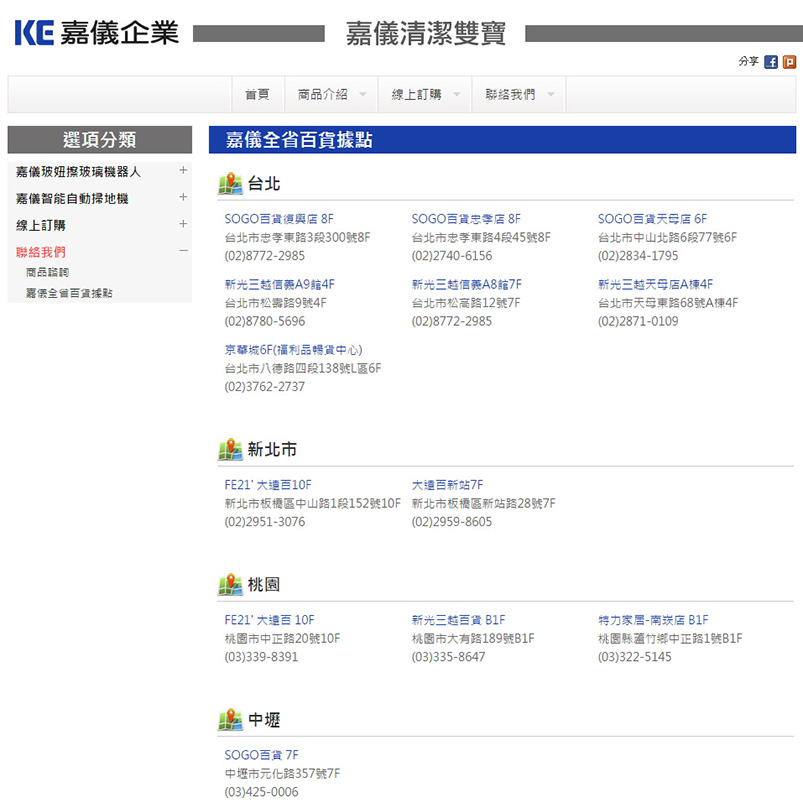 KE 嘉儀企業
嘉儀清潔雙寶
分享
首頁 商品介紹 線上訂購 聯絡我們
選項分類
嘉儀玻妞擦玻璃機器人 +
嘉儀智能自動掃地機 +
線上訂購 +
聯絡我們 −
商品諮詢
嘉儀全省百貨據點
嘉儀全省百貨據點
台北
SOGO百貨復興店 8F
台北市忠孝東路3段300號8F
(02)8772-2985
SOGO百貨忠孝店 8F
台北市忠孝東路4段45號8F
(02)2740-6156
SOGO百貨天母店 6F
台北市中山北路6段77號6F
(02)2834-1795
新光三越信義A9館4F
台北市松壽路9號4F
(02)8780-5696
新光三越信義A8館7F
台北市松高路12號7F
(02)8772-2985
新光三越天母店A棟4F
台北市天母東路68號A棟4F
(02)2871-0109
京華城6F(福利品暢貨中心)
台北市八德路四段138號L區6F
(02)3762-2737
新北市
FE21' 大遠百10F
新北市板橋區中山路1段152號10F
(02)2951-3076
大遠百新站7F
新北市板橋區新站路28號7F
(02)2959-8605
桃園
FE21' 大遠百 10F
桃園市中正路20號10F
(03)339-8391
新光三越百貨 B1F
桃園市大有路189號B1F
(03)335-8647
特力家居-南崁店 B1F
桃園縣蘆竹鄉中正路1號B1F
(03)322-5145
中壢
SOGO百貨 7F
中壢市元化路357號7F
(03)425-0006